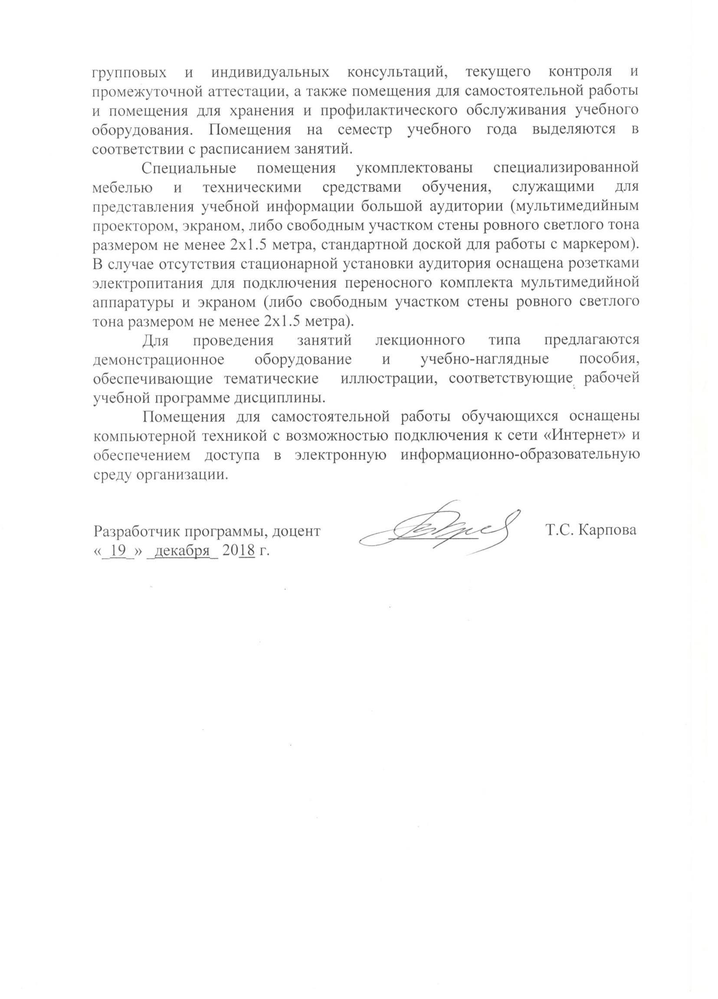 групповых и индивидуальных консультаций, текущего контроля и
промежуточной аттестации, а также помещения для самостоятельной работы
и помещения для хранения и профилактического обслуживания учебного
оборудования. Помещения на семестр учебного года выделяются в
соответствии с расписанием занятий.
Специальные помещения укомплектованы специализированной
мебелью и техническими средствами обучения, служащими для
представления учебной информации большой аудитории (мультимедийным
проектором, экраном, либо свободным участком стены ровного светлого тона
размером не менее 2х1.5 метра, стандартной доской для работы с маркером).
В случае отсутствия стационарной установки аудитория оснащена розетками
электропитания для подключения переносного комплекта мультимедийной
аппаратуры и экраном (либо свободным участком стены ровного светлого
тона размером не менее 2х1.5 метра).
Для проведения занятий лекционного типа предлагаются
демонстрационное оборудование и учебно-наглядные пособия,
обеспечивающие тематические иллюстрации, соответствующие рабочей
учебной программе дисциплины.
Помещения для самостоятельной работы обучающихся оснащены
компьютерной техникой с возможностью подключения к сети «Интернет» и
обеспечением доступа в электронную информационно-образовательную
среду организации.
Разработчик программы, доцент Т.С. Карпова
«_19_» _декабря_ 2018 г.